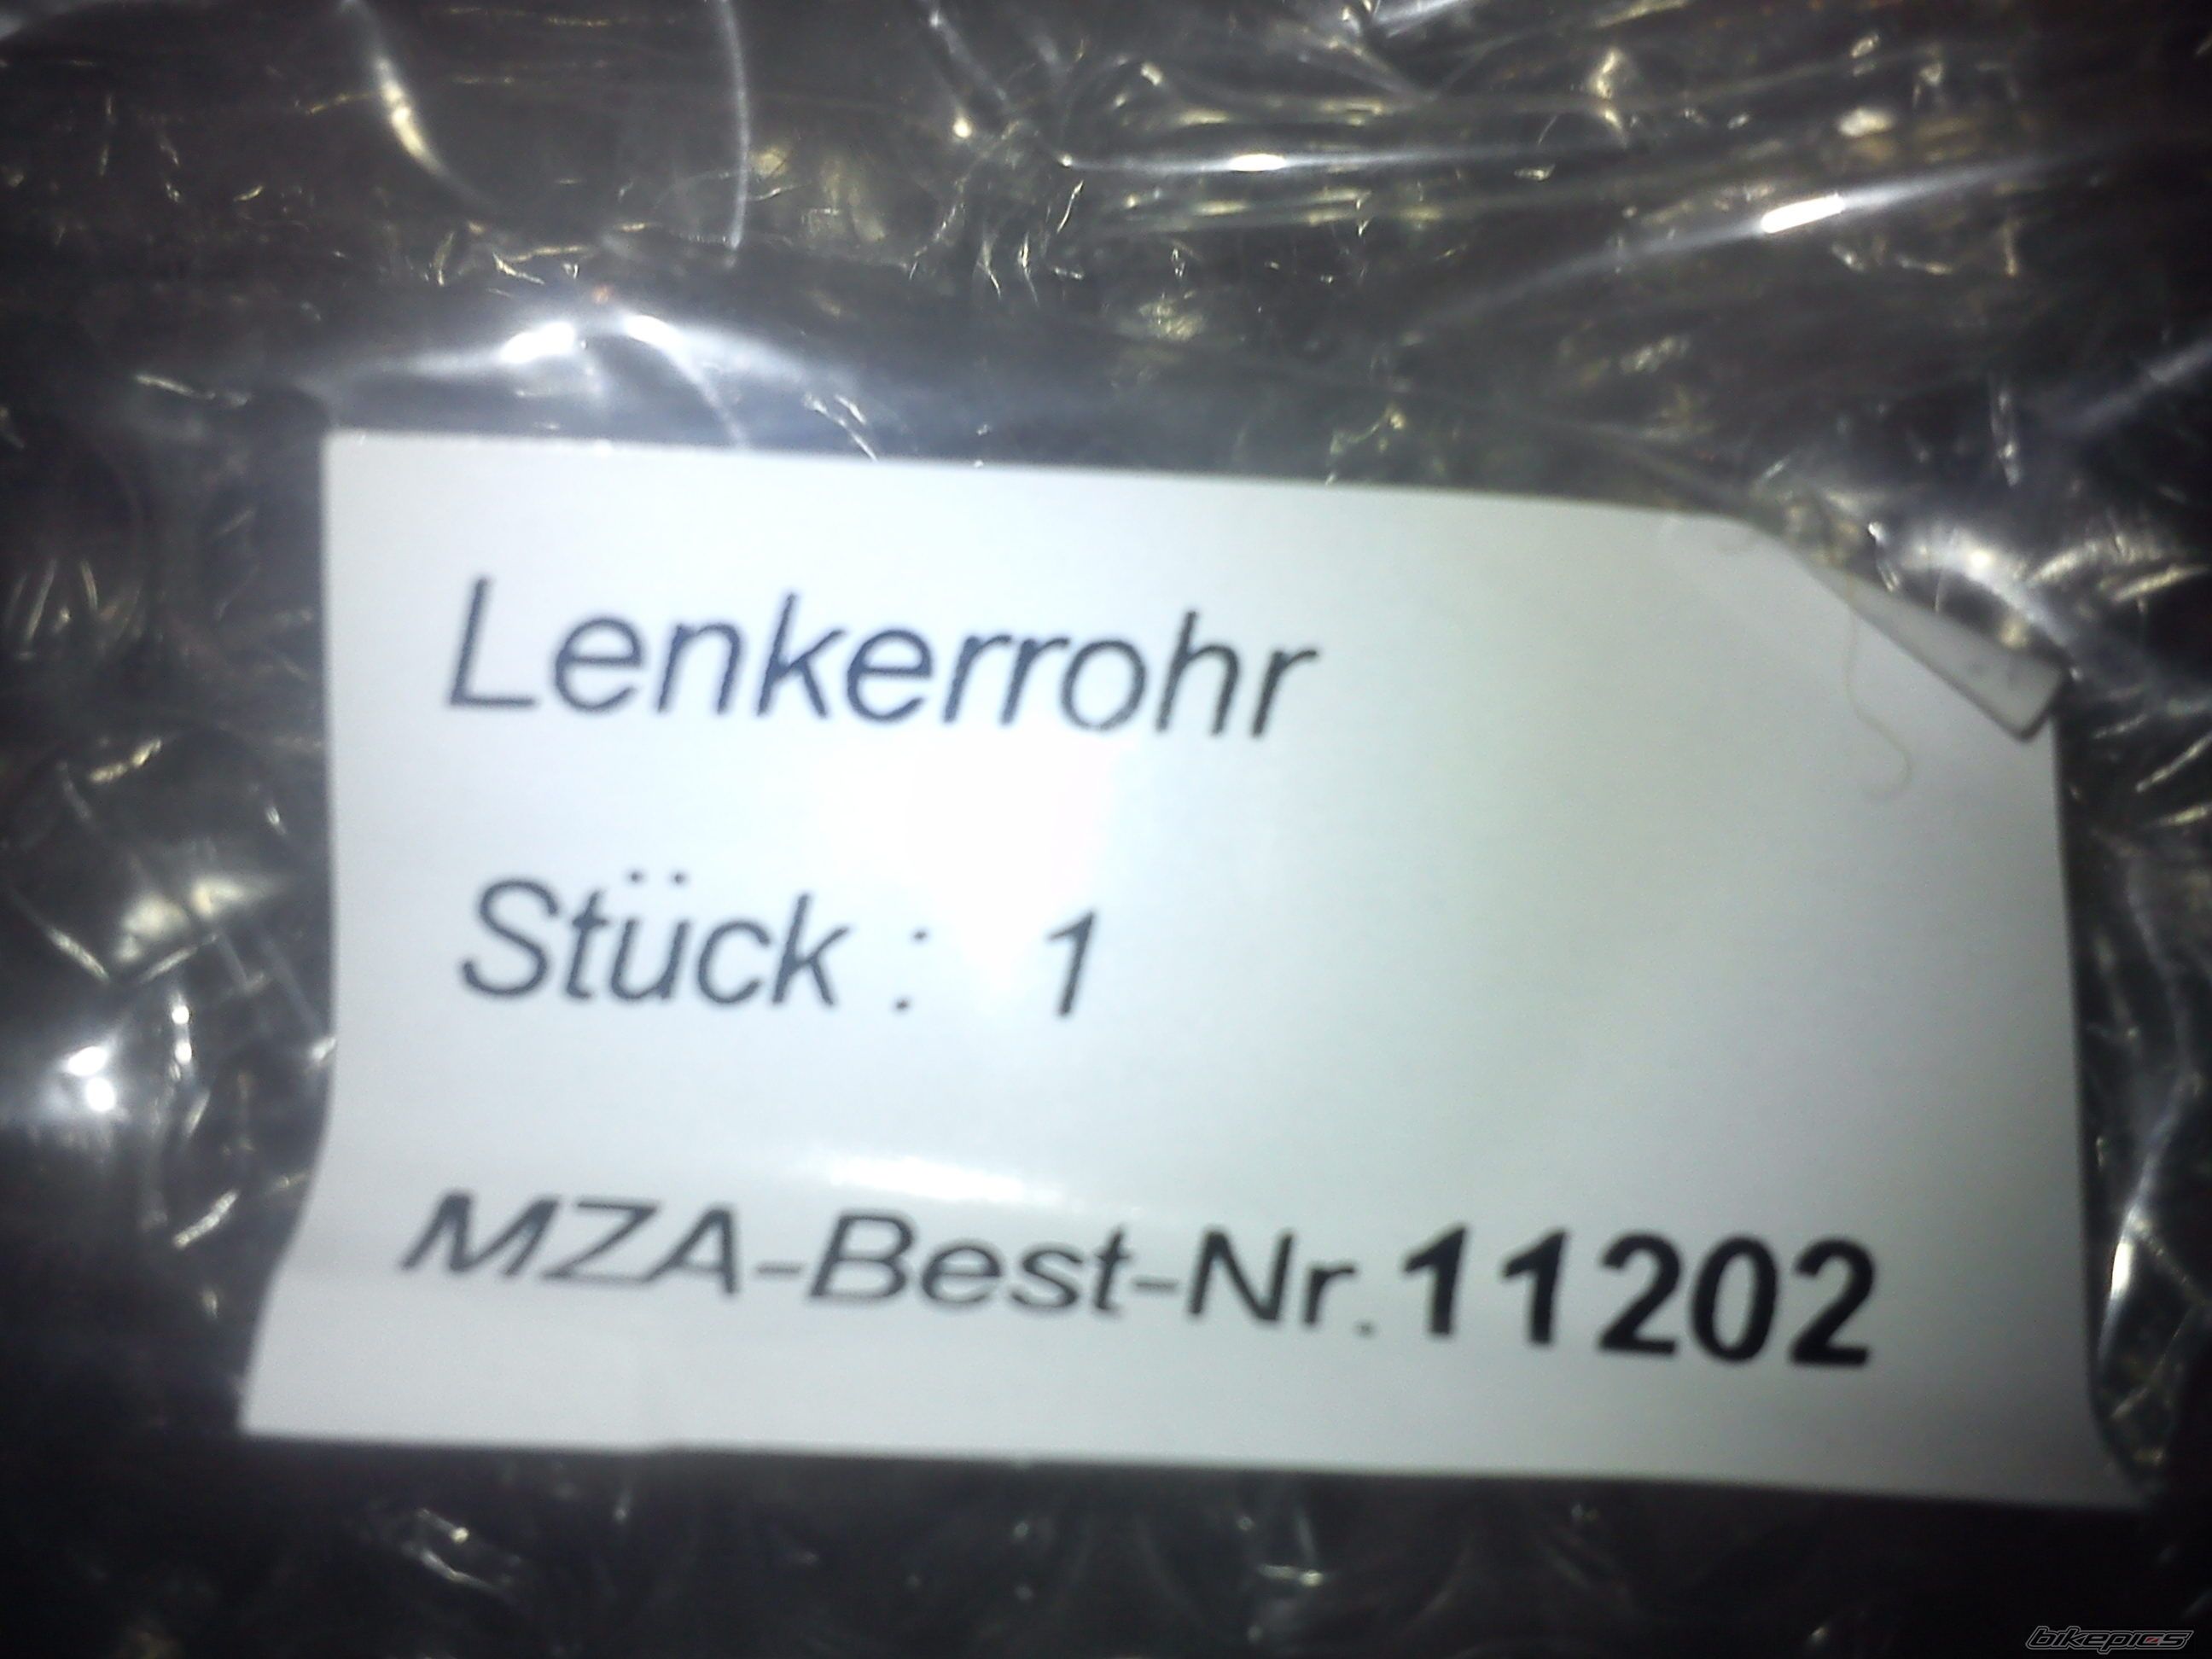 Lenkerrohr
Stück : 1
MZA-Best-Nr.11202
bikepics